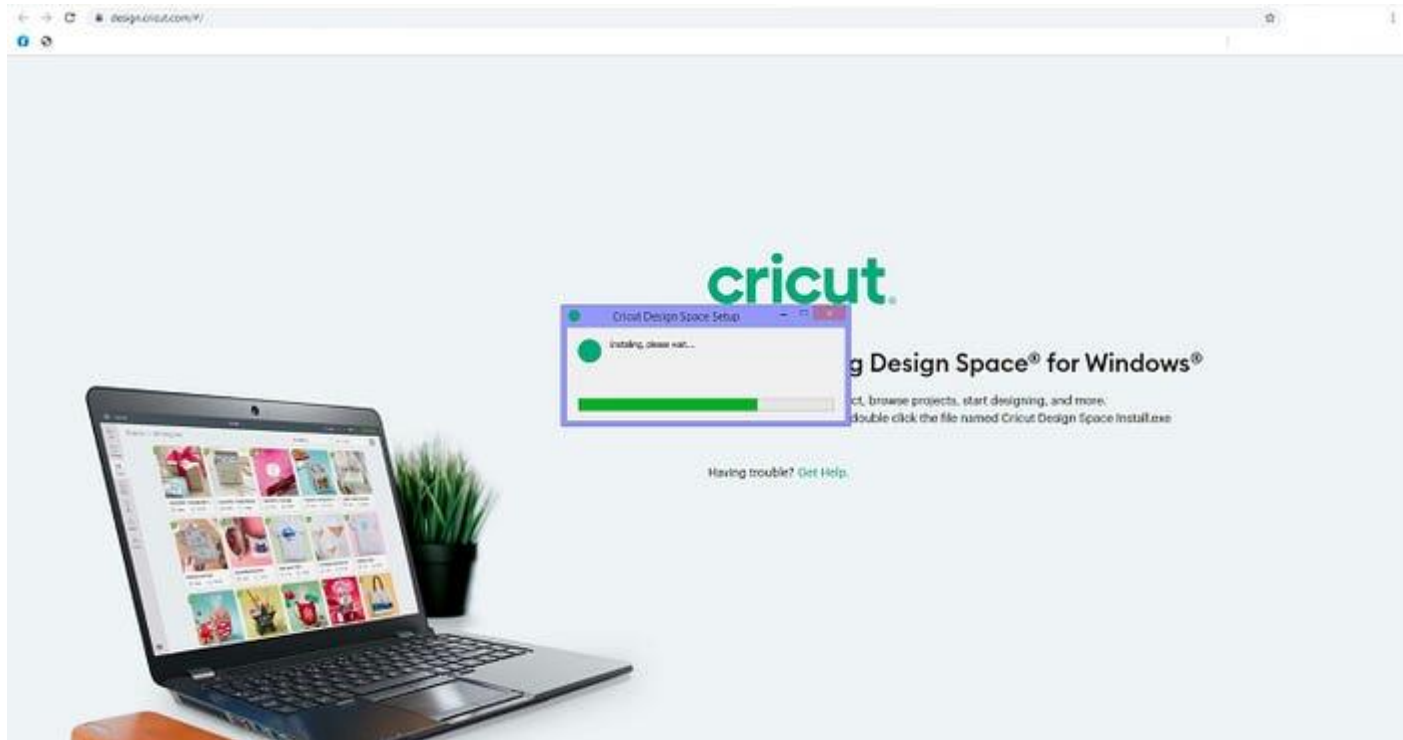 design.cricut.com/#/
cricut
Cricut Design Space Setup
Installing, please wait...
g Design Space® for Windows®
ct, browse projects, start designing, and more.
double click the file named Cricut Design Space Install.exe
Having trouble? Get Help.